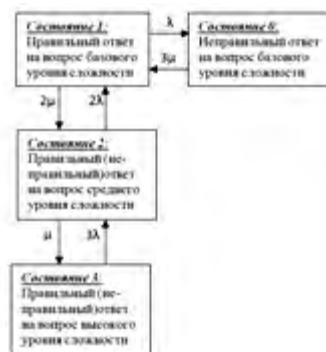 Состояние 1:
Правильный ответ
на вопрос базового
уровня сложности
λ
3μ
Состояние 0:
Неправильный ответ
на вопрос базового
уровня сложности
2μ
2λ
Состояние 2:
Правильный (не-
правильный)ответ
на вопрос среднего
уровня сложности
μ
3λ
Состояние 3:
Правильный (не-
правильный)ответ
на вопрос высокого
уровня сложности